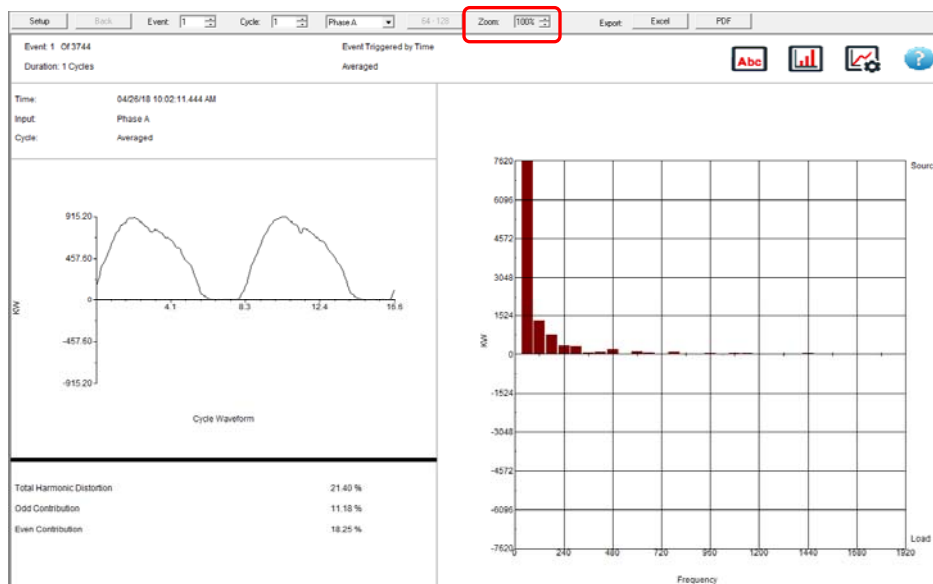 Setup Back Event: 1 Cycle: 1 Phase A 64 - 128 Zoom: 100% Export: Excel PDF
Event: 1 Of 3744 Event Triggered by Time
Duration: 1 Cycles Averaged
Abc ?
Time: 04/26/18 10:02:11.444 AM
Input: Phase A
Cycle: Averaged
915.20
457.60
0
-457.60
-915.20
KW
4.1 8.3 12.4 16.6
Cycle Waveform
Total Harmonic Distortion 21.40 %
Odd Contribution 11.18 %
Even Contribution 18.25 %
7620
6096
4572
3048
1524
0
-1524
-3048
-4572
-6096
-7620
KW
Sourc
Load
0 240 480 720 960 1200 1440 1680 1920
Frequency